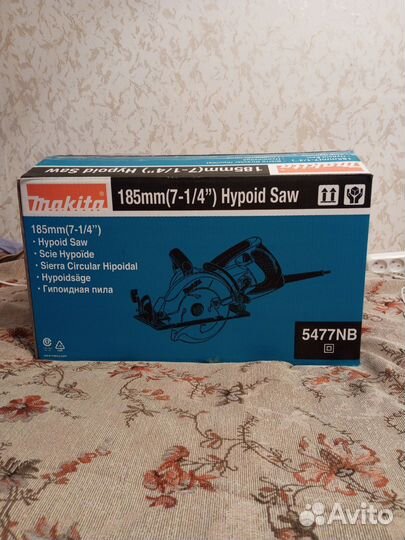 185mm(7-1/4") Hypoid Saw
Makita
185mm(7-1/4") Hypoid Saw
185mm(7-1/4")
· Hypoid Saw
· Scie Hypoïde
· Sierra Circular Hipoidal
· Hypoidsäge
· Гипоидная пила
5477NB
Avito